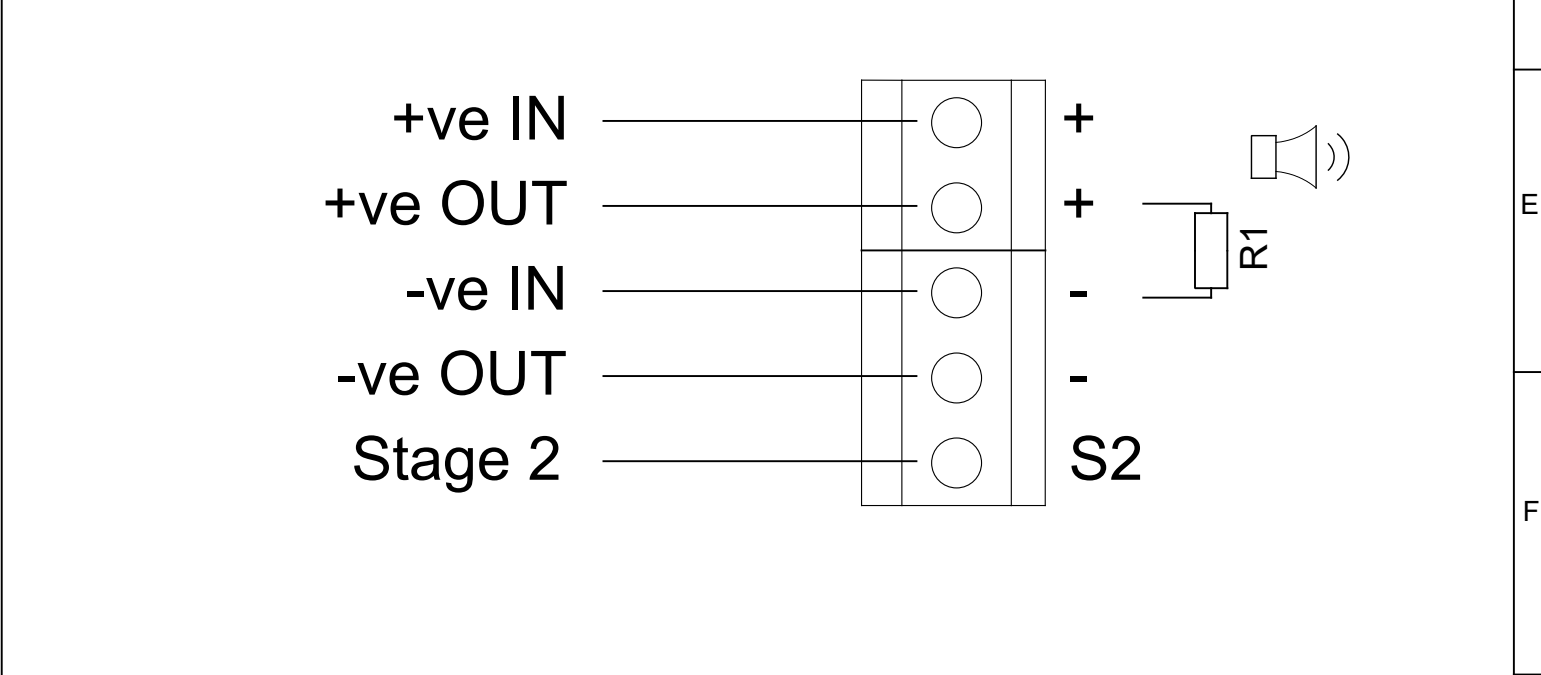 +ve IN +
+ve OUT + E
R1
-ve IN -
-ve OUT -
Stage 2 S2
F